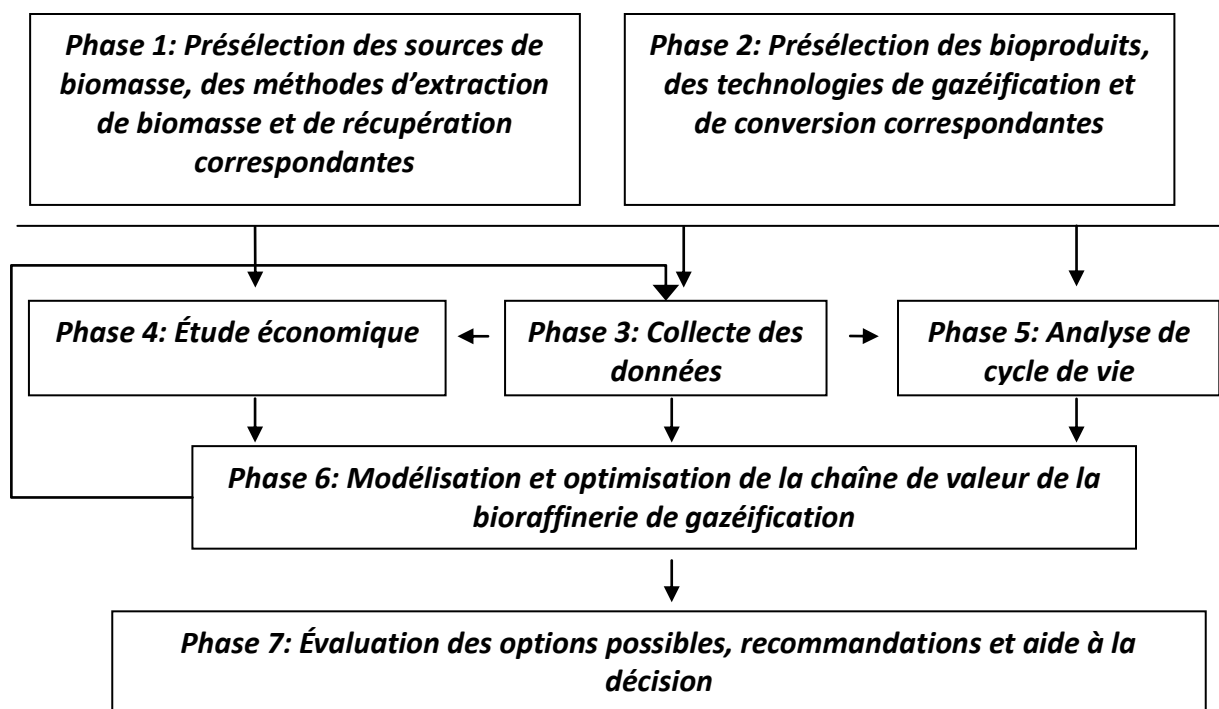 Phase 1: Présélection des sources de
biomasse, des méthodes d’extraction
de biomasse et de récupération
correspondantes
Phase 2: Présélection des bioproduits,
des technologies de gazéification et
de conversion correspondantes
Phase 4: Étude économique
Phase 3: Collecte des
données
Phase 5: Analyse de
cycle de vie
Phase 6: Modélisation et optimisation de la chaîne de valeur de la
bioraffinerie de gazéification
Phase 7: Évaluation des options possibles, recommandations et aide à la
décision